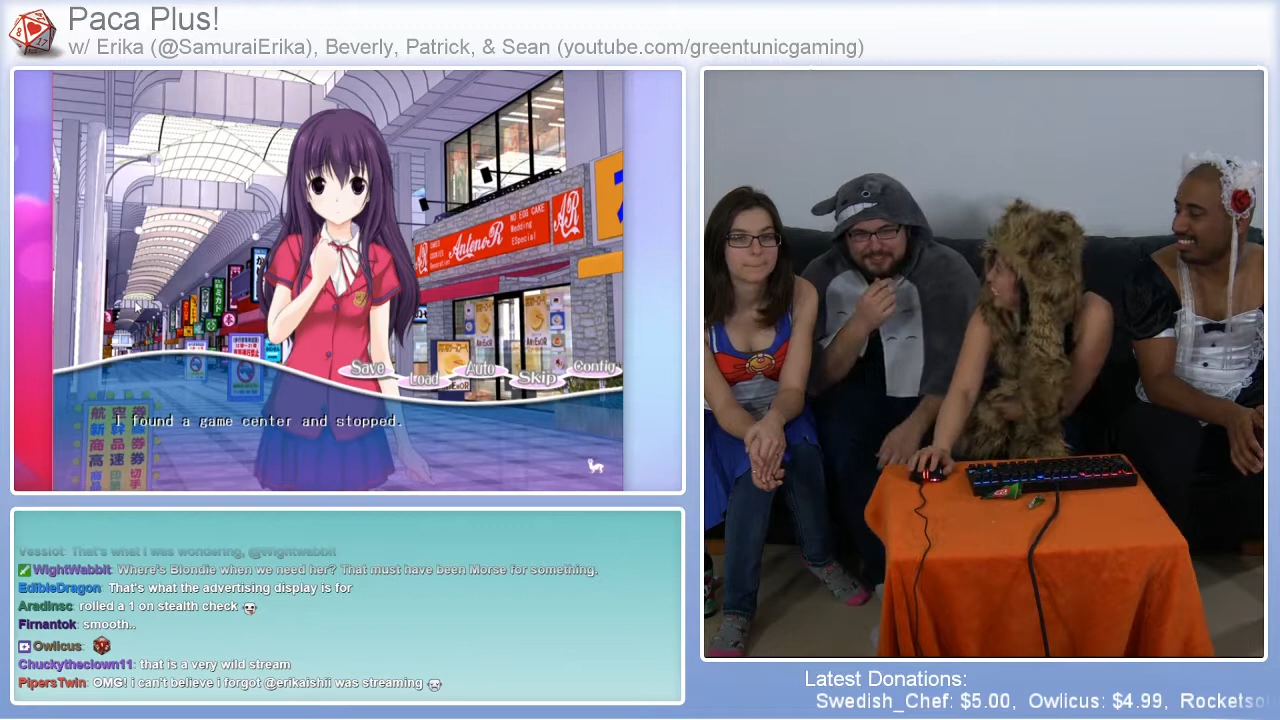 Paca Plus!
w/ Erika (@SamuraiErika), Beverly, Patrick, & Sean (youtube.com/greentunicgaming)
AR
AntenoR
NO EGG CAKE
Wedding
ESpecial
AR
Save
Load
Auto
Skip
Config
I found a game center and stopped.
Vessiot: That's what I was wondering, @Wightwabbit
WightWabbit: Where's Blondie when we need her? That must have been Morse for something.
EdibleDragon: That's what the advertising display is for
Aradinsc: rolled a 1 on stealth check
Firnantok: smooth..
Owlicus:
Chuckytheclown11: that is a very wild stream
PipersTwin: OMG! i can't believe i forgot @erikaishii was streaming
Latest Donations:
Swedish_Chef: $5.00, Owlicus: $4.99, Rocketso